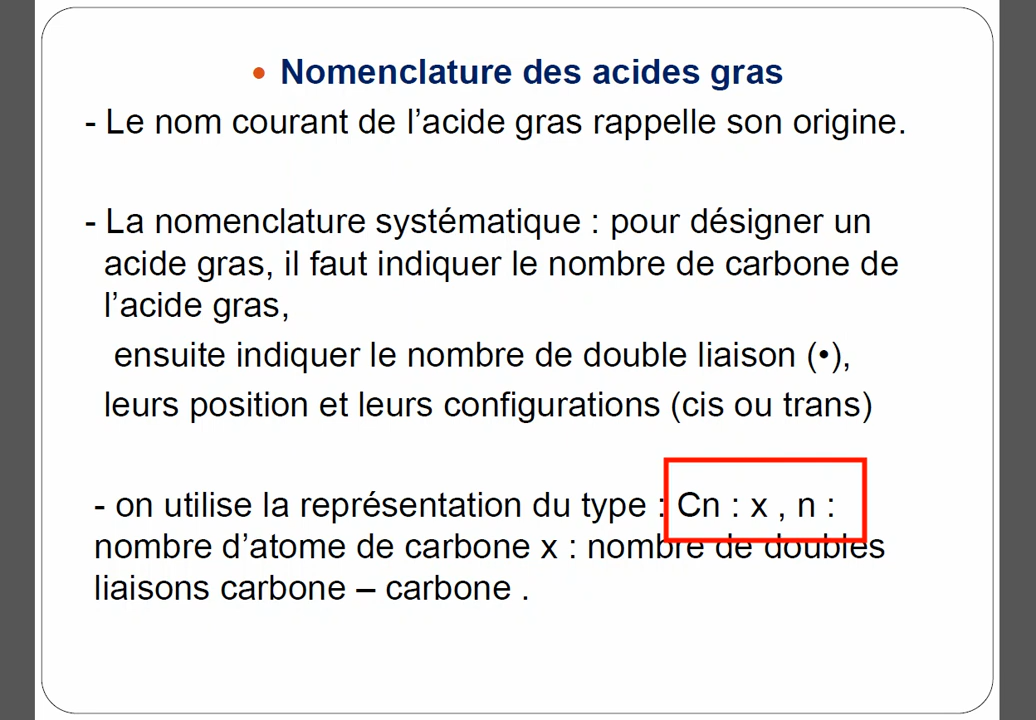 • Nomenclature des acides gras
- Le nom courant de l’acide gras rappelle son origine.
- La nomenclature systématique : pour désigner un
acide gras, il faut indiquer le nombre de carbone de
l’acide gras,
ensuite indiquer le nombre de double liaison (•),
leurs position et leurs configurations (cis ou trans)
- on utilise la représentation du type : Cn : x , n :
nombre d’atome de carbone x : nombre de doubles
liaisons carbone – carbone .